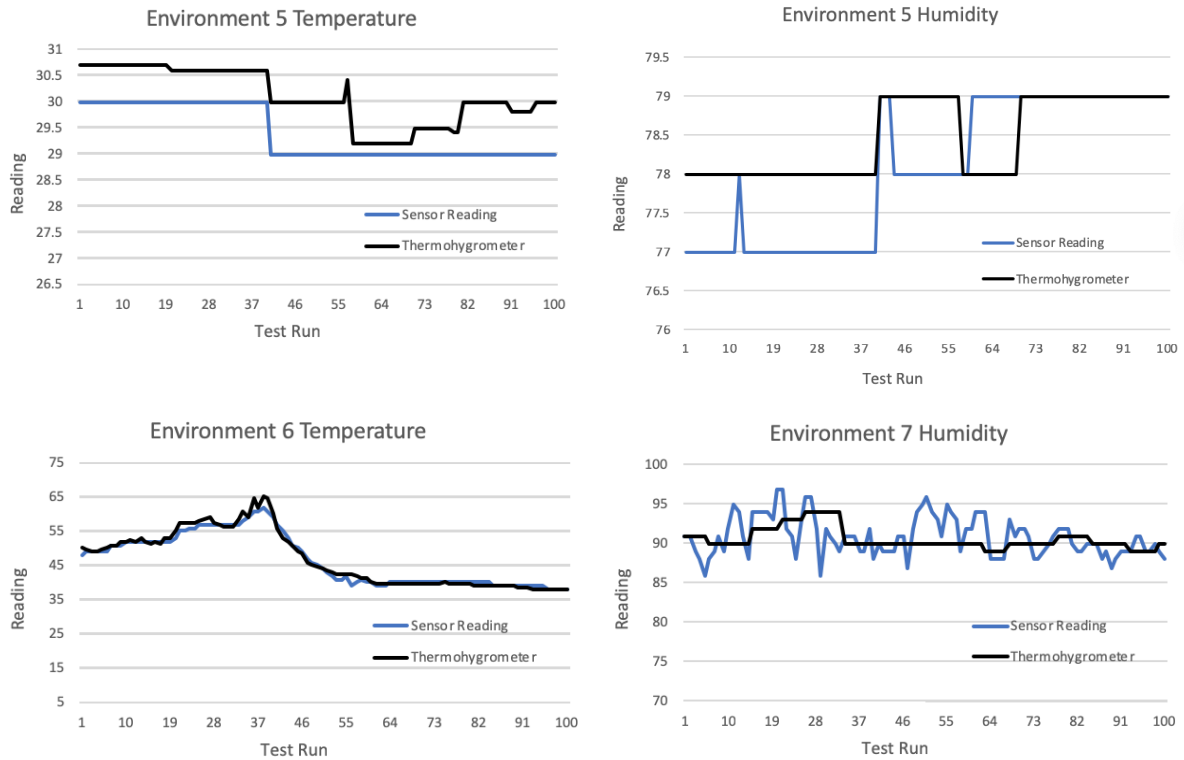 Environment 5 Temperature
31
30.5
30
29.5
29
28.5
28
27.5
27
26.5
Reading
Sensor Reading
Thermohygrometer
1 10 19 28 37 46 55 64 73 82 91 100
Test Run
Environment 5 Humidity
79.5
79
78.5
78
77.5
77
76.5
76
Reading
Sensor Reading
Thermohygrometer
1 10 19 28 37 46 55 64 73 82 91 100
Test Run
Environment 6 Temperature
75
65
55
45
35
25
15
5
Reading
Sensor Reading
Thermohygrometer
1 10 19 28 37 46 55 64 73 82 91 100
Test Run
Environment 7 Humidity
100
95
90
85
80
75
70
Reading
Sensor Reading
Thermohygrometer
1 10 19 28 37 46 55 64 73 82 91 100
Test Run